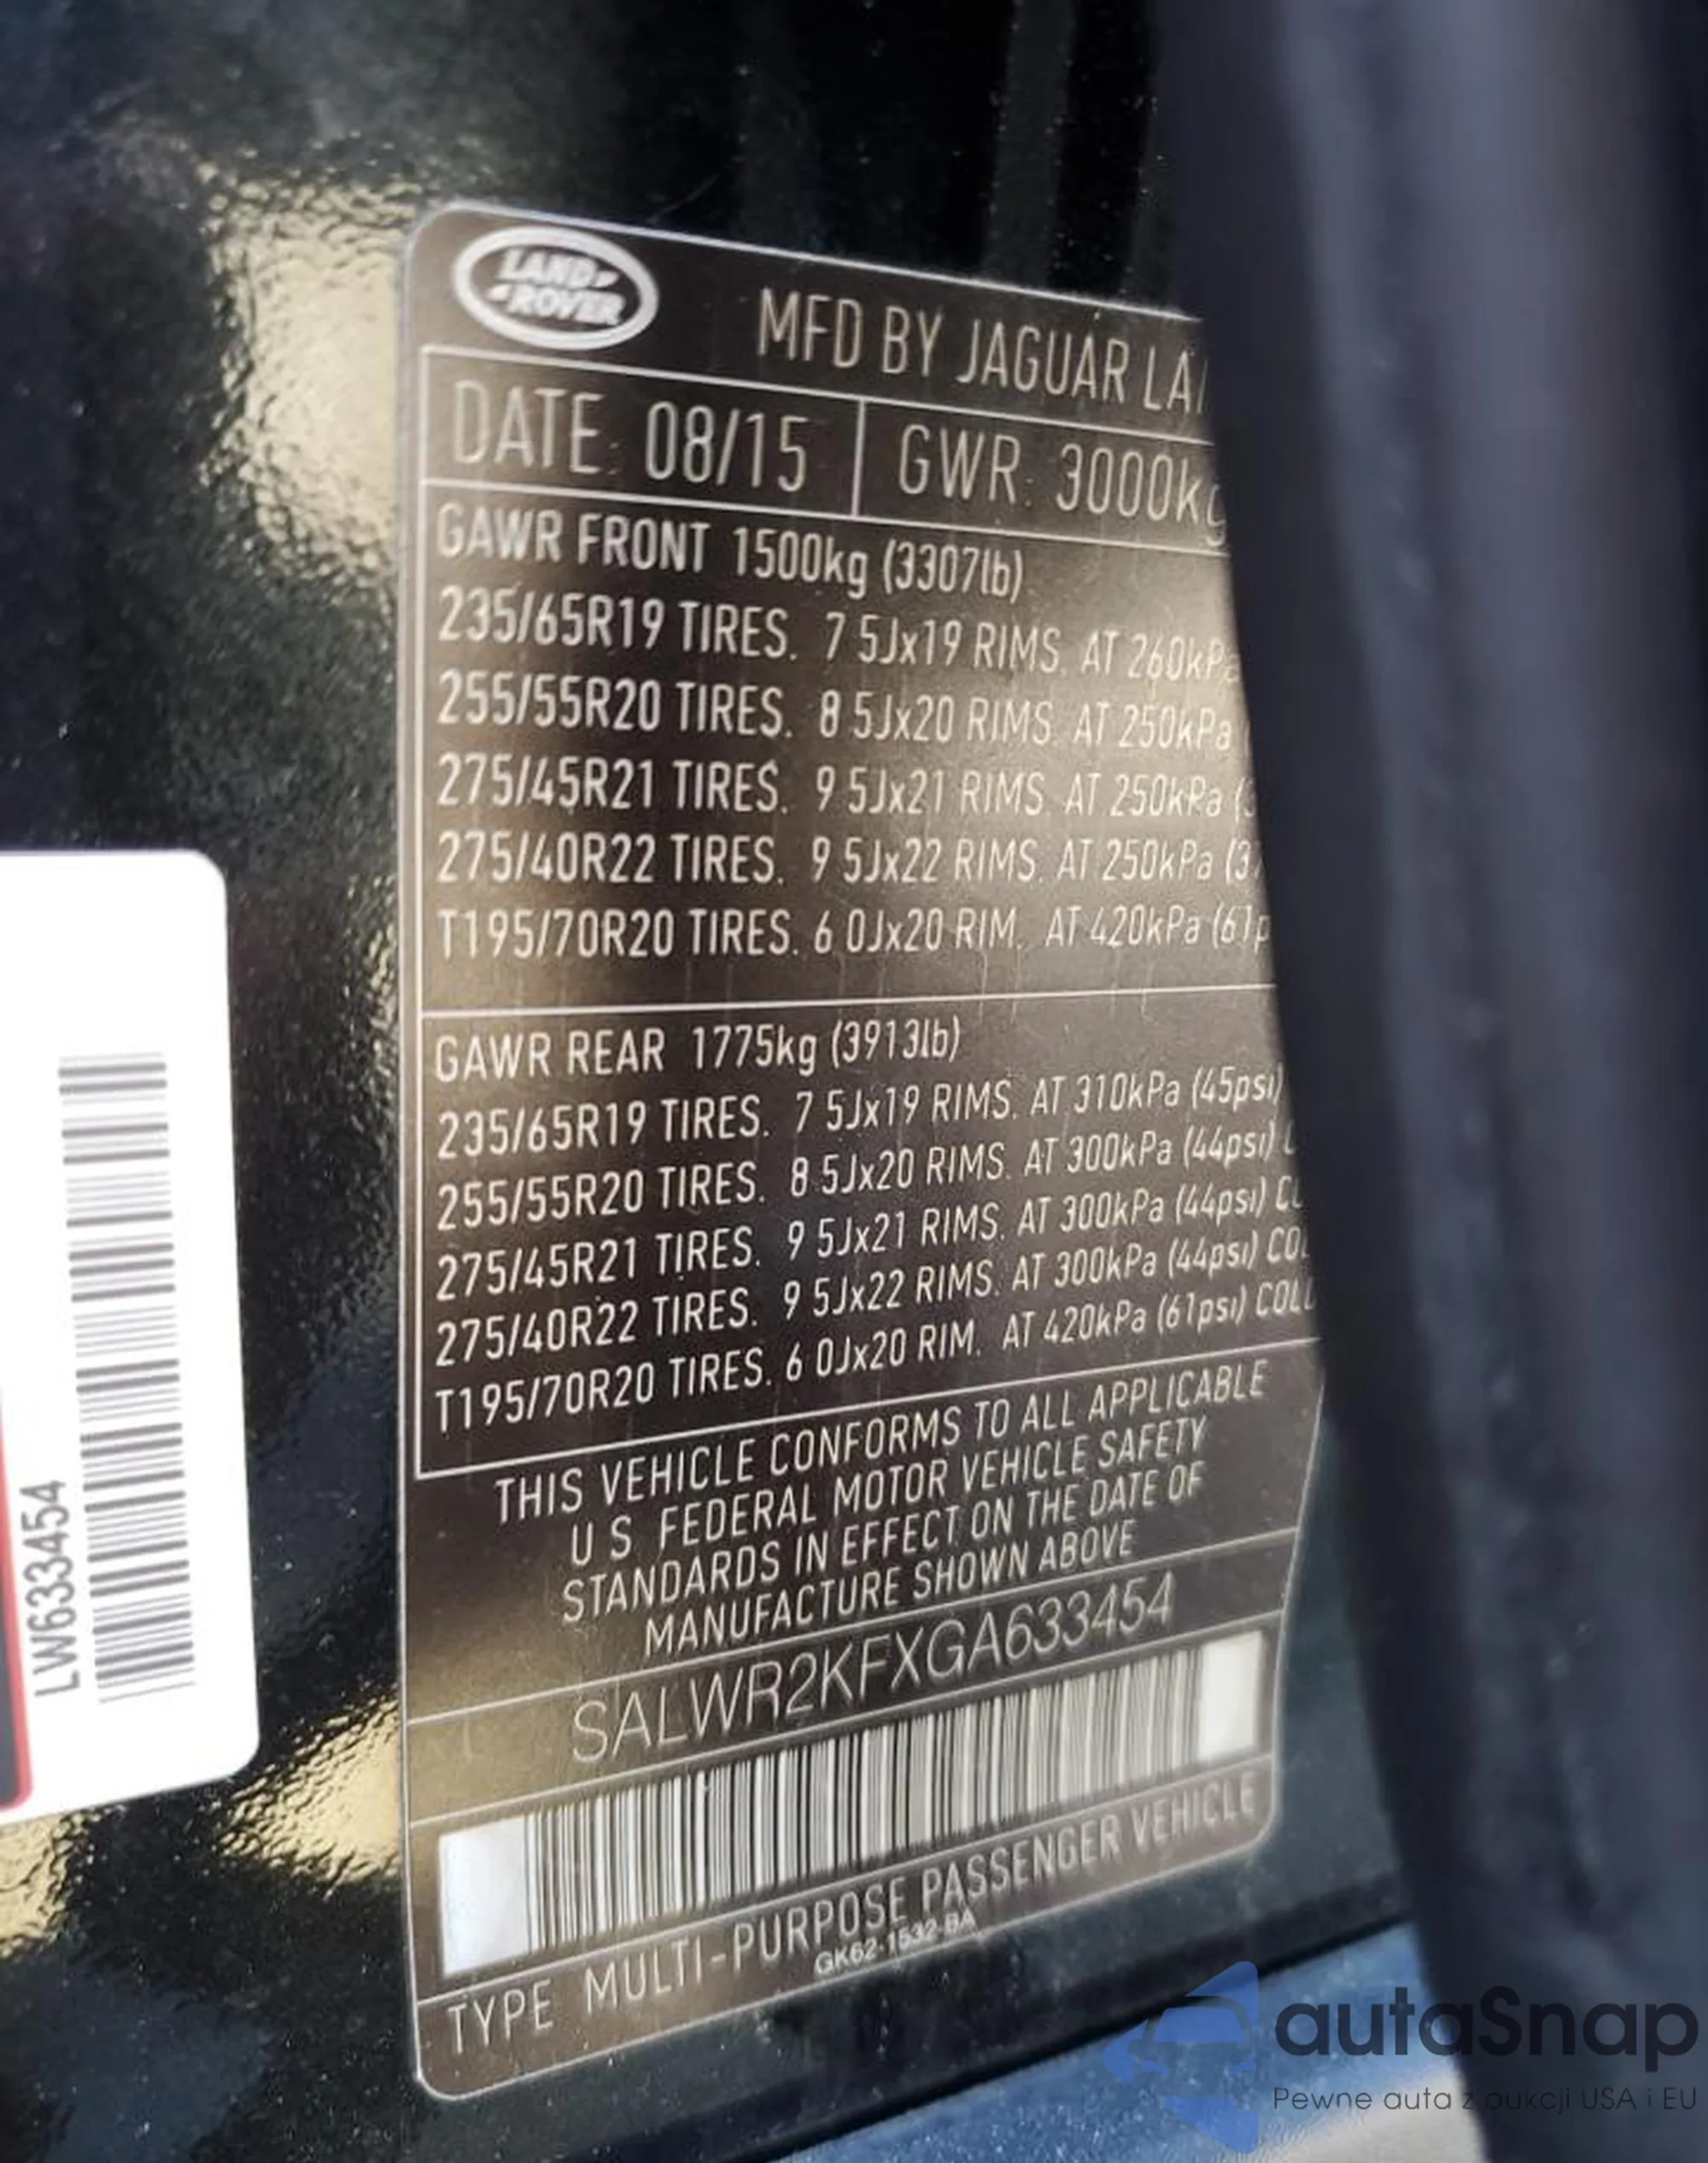 LAND
ROVER
MFD BY JAGUAR LA
DATE: 08/15 GWR: 3000kg
GAWR FRONT 1500kg (3307lb)
235/65R19 TIRES. 7 5Jx19 RIMS. AT 260kPa
255/55R20 TIRES. 8 5Jx20 RIMS. AT 250kPa
275/45R21 TIRES. 9 5Jx21 RIMS. AT 250kPa (
275/40R22 TIRES. 9 5Jx22 RIMS. AT 250kPa (3
T195/70R20 TIRES. 6 0Jx20 RIM. AT 420kPa (61p
GAWR REAR 1775kg (3913lb)
235/65R19 TIRES. 7 5Jx19 RIMS. AT 310kPa (45psi)
255/55R20 TIRES. 8 5Jx20 RIMS. AT 300kPa (44psi)
275/45R21 TIRES. 9 5Jx21 RIMS. AT 300kPa (44psi) C
275/40R22 TIRES. 9 5Jx22 RIMS. AT 300kPa (44psi) COL
T195/70R20 TIRES. 6 0Jx20 RIM. AT 420kPa (61psi) COL
THIS VEHICLE CONFORMS TO ALL APPLICABLE
U S FEDERAL MOTOR VEHICLE SAFETY
STANDARDS IN EFFECT ON THE DATE OF
MANUFACTURE SHOWN ABOVE
SALWR2KFXGA633454
TYPE MULTI-PURPOSE PASSENGER VEHICLE
GK62-1532-BA
LW633454
autaSnap
Pewne auta z aukcji USA i EU